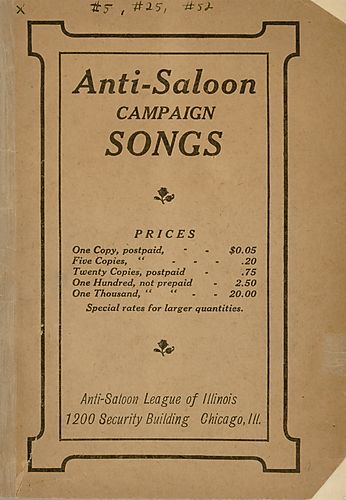 x #5, #25, #52
Anti-Saloon
CAMPAIGN
SONGS
PRICES
One Copy, postpaid, - - $0.05
Five Copies, “ - - - .20
Twenty Copies, postpaid - .75
One Hundred, not prepaid - 2.50
One Thousand, “ “ - - 20.00
Special rates for larger quantities.
Anti-Saloon League of Illinois
1200 Security Building Chicago, Ill.